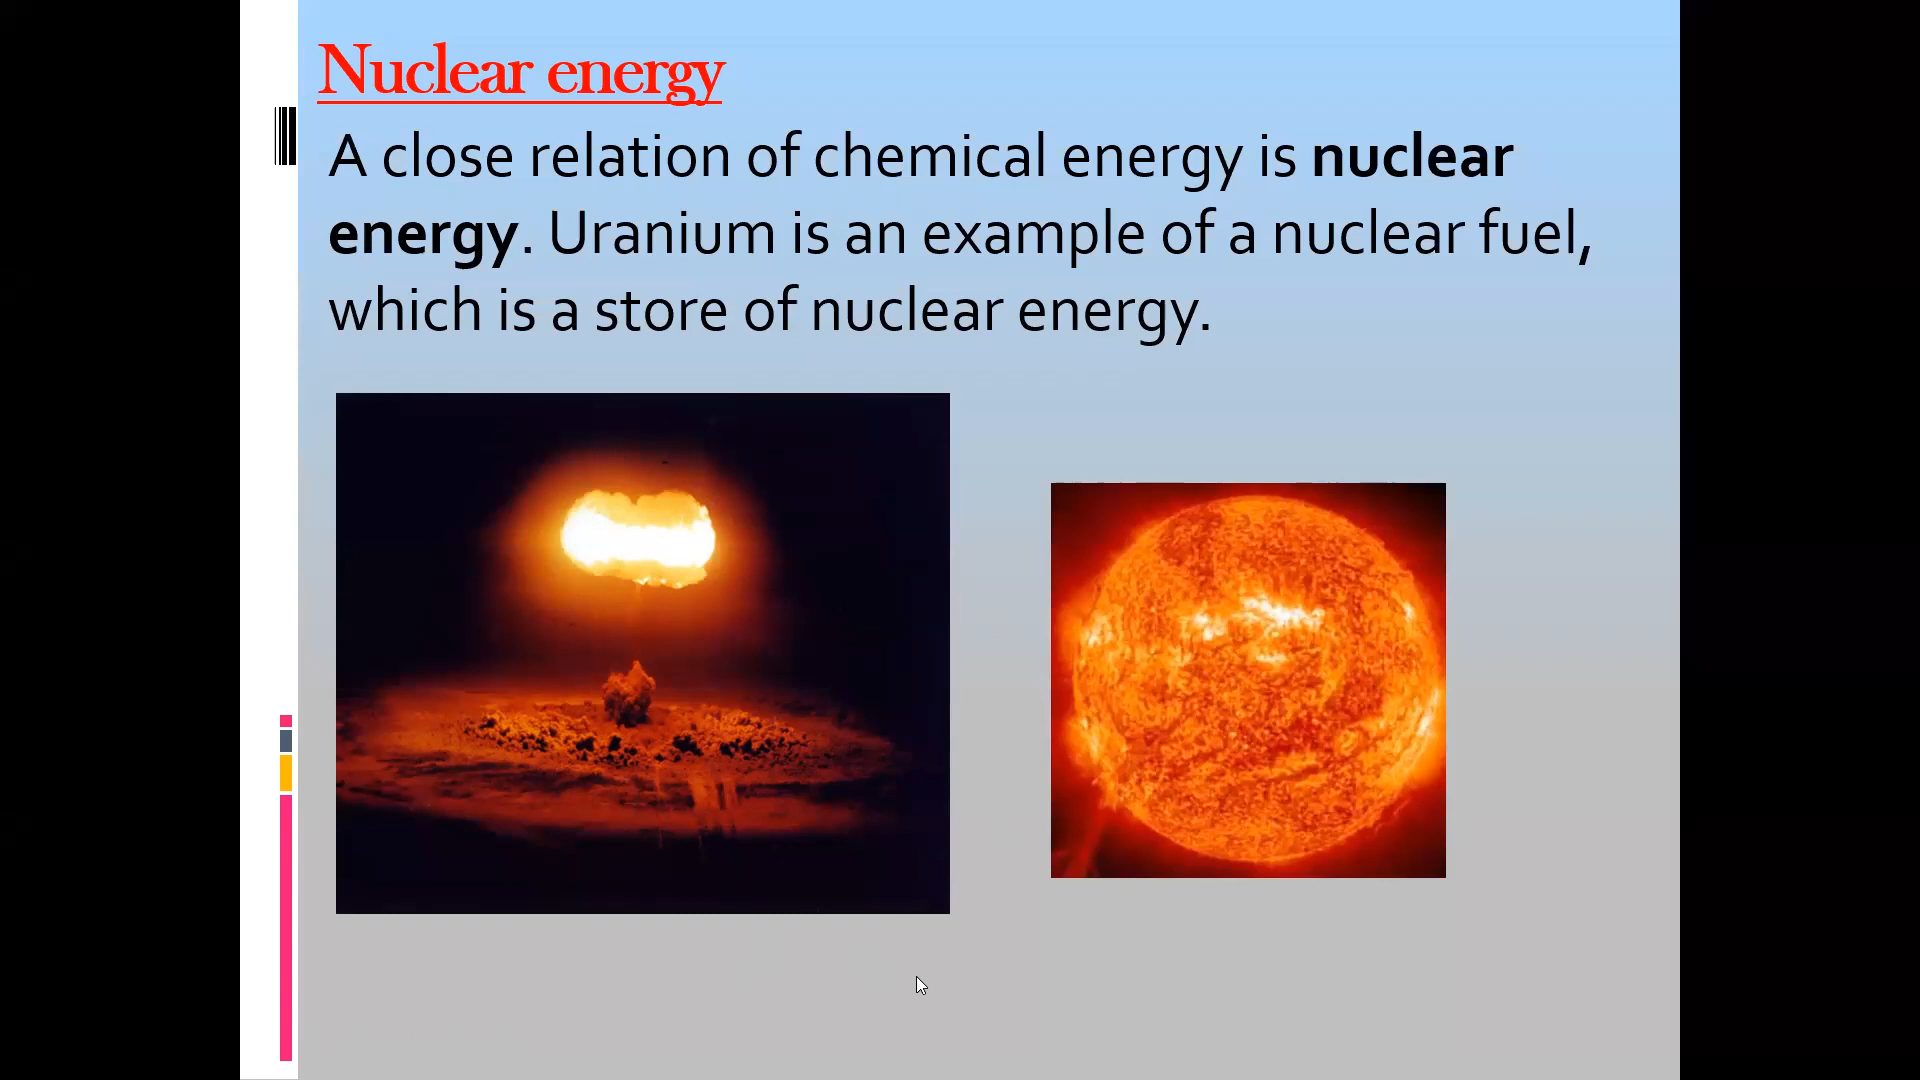 Nuclear energy
A close relation of chemical energy is nuclear
energy. Uranium is an example of a nuclear fuel,
which is a store of nuclear energy.